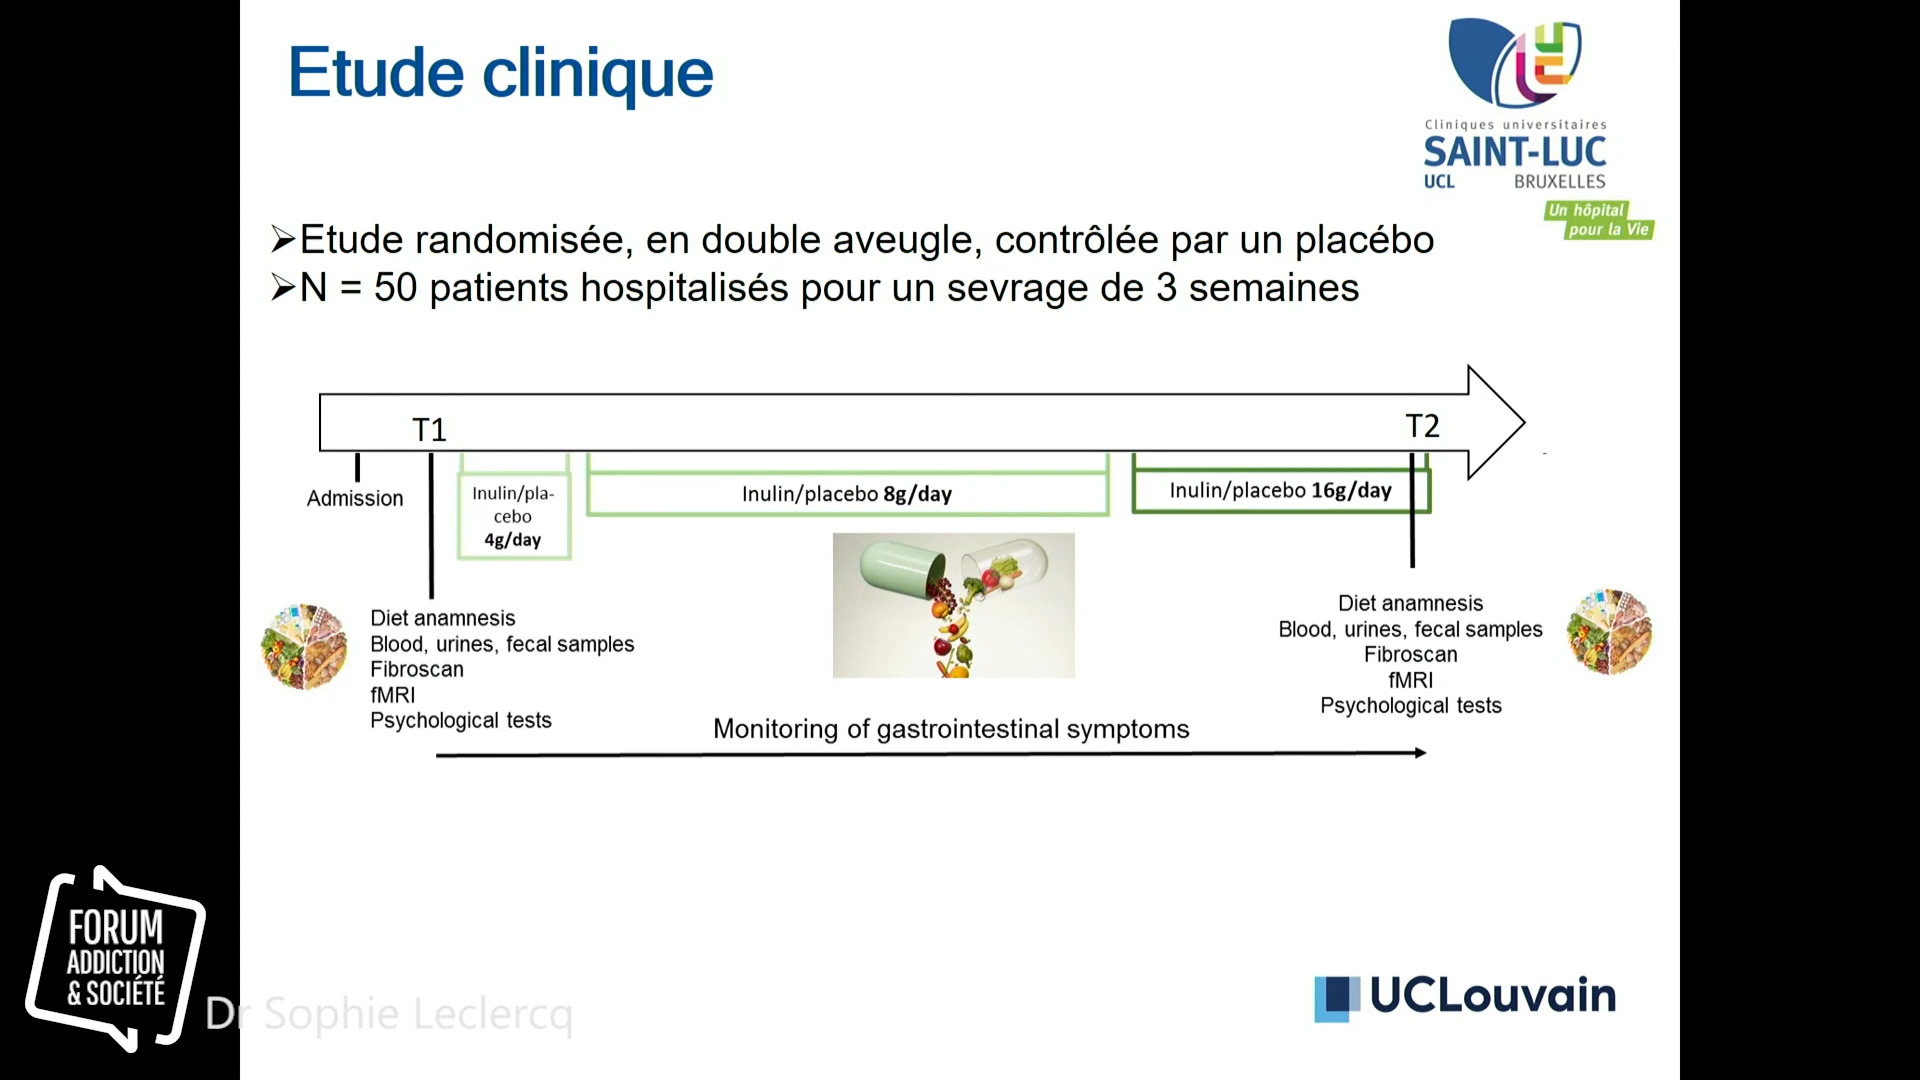 Etude clinique
Cliniques universitaires
SAINT-LUC
UCL BRUXELLES
Un hôpital
pour la Vie
➢Etude randomisée, en double aveugle, contrôlée par un placébo
➢N = 50 patients hospitalisés pour un sevrage de 3 semaines
T1
T2
Admission
Inulin/pla-
cebo
4g/day
Inulin/placebo 8g/day
Inulin/placebo 16g/day
Diet anamnesis
Blood, urines, fecal samples
Fibroscan
fMRI
Psychological tests
Diet anamnesis
Blood, urines, fecal samples
Fibroscan
fMRI
Psychological tests
Monitoring of gastrointestinal symptoms
FORUM
ADDICTION
& SOCIÉTÉ
Dr Sophie Leclercq
UCLouvain